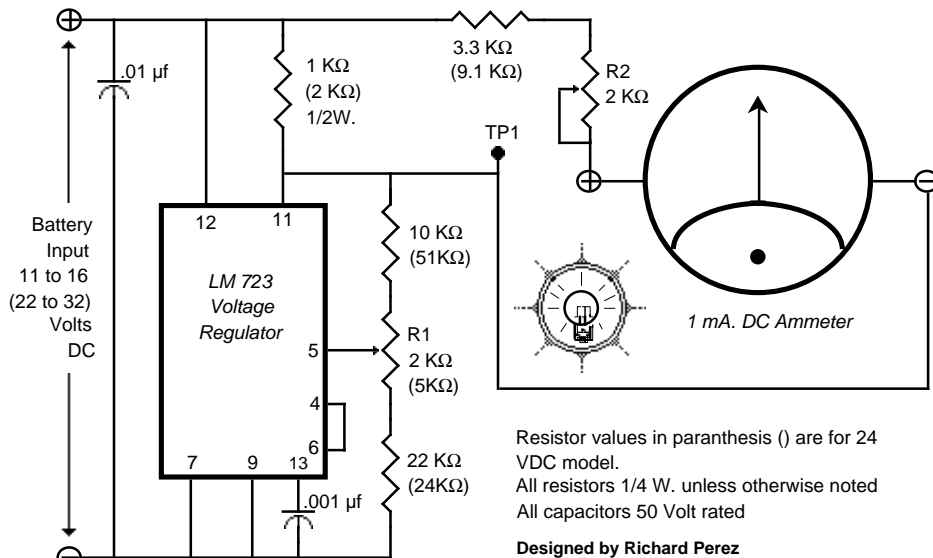 +
.01 µf
1 KΩ
(2 KΩ)
1/2W.
3.3 KΩ
(9.1 KΩ)
R2
2 KΩ
TP1
+
−
Battery
Input
11 to 16
(22 to 32)
Volts
DC
12
11
LM 723
Voltage
Regulator
10 KΩ
(51KΩ)
5
R1
2 KΩ
(5KΩ)
4
6
7
9
13
.001 µf
22 KΩ
(24KΩ)
−
1 mA. DC Ammeter
Resistor values in paranthesis () are for 24
VDC model.
All resistors 1/4 W. unless otherwise noted
All capacitors 50 Volt rated
Designed by Richard Perez